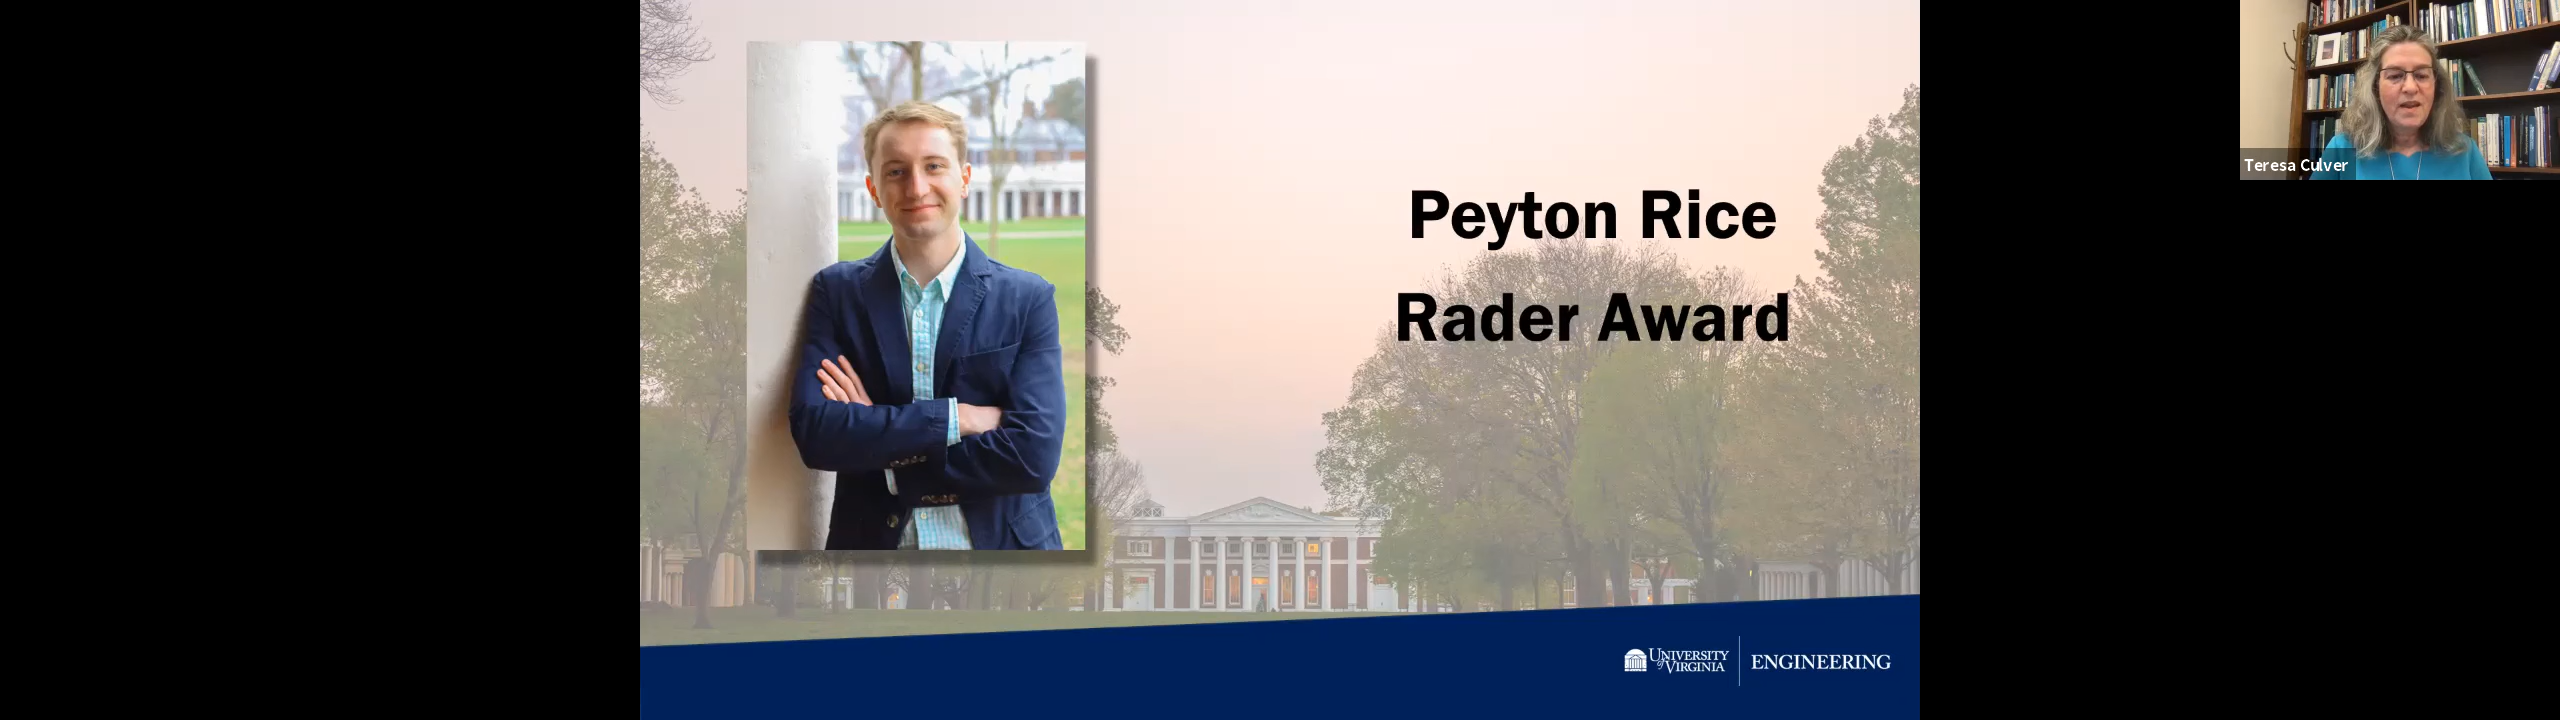 Peyton Rice
Rader Award
Teresa Culver
UNIVERSITY
of VIRGINIA
ENGINEERING